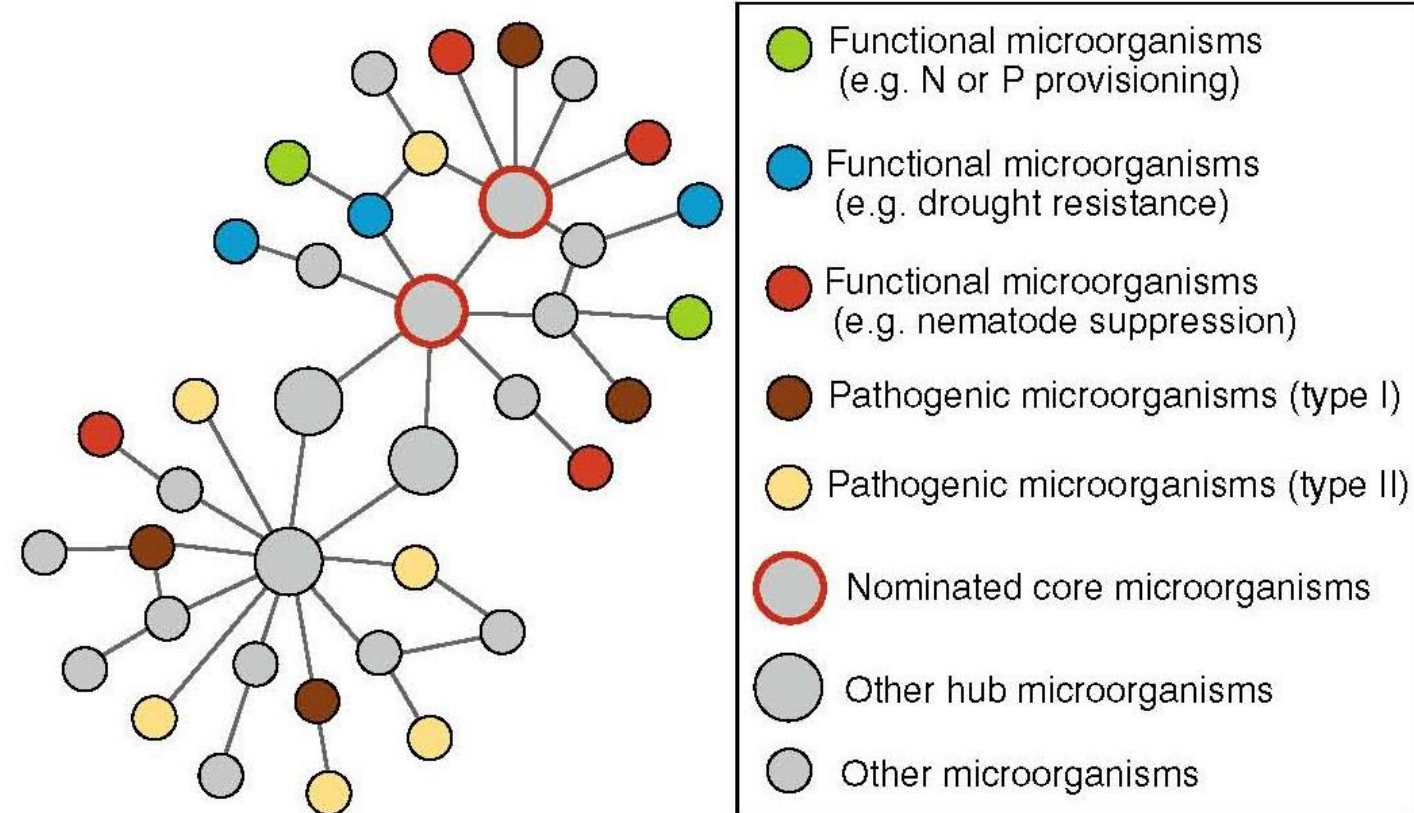 Functional microorganisms
(e.g. N or P provisioning)
Functional microorganisms
(e.g. drought resistance)
Functional microorganisms
(e.g. nematode suppression)
Pathogenic microorganisms (type I)
Pathogenic microorganisms (type II)
Nominated core microorganisms
Other hub microorganisms
Other microorganisms